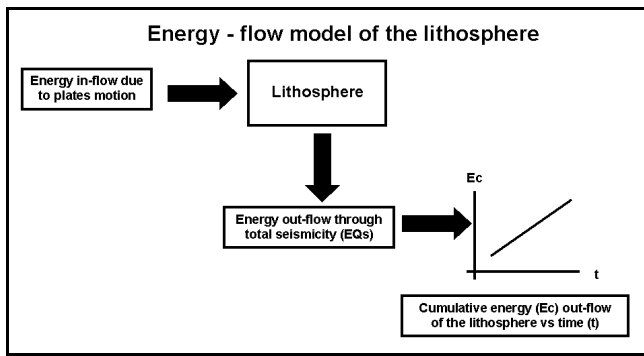 Energy - flow model of the lithosphere
Energy in-flow due
to plates motion
Lithosphere
Energy out-flow through
total seismicity (EQs)
Ec
t
Cumulative energy (Ec) out-flow
of the lithosphere vs time (t)